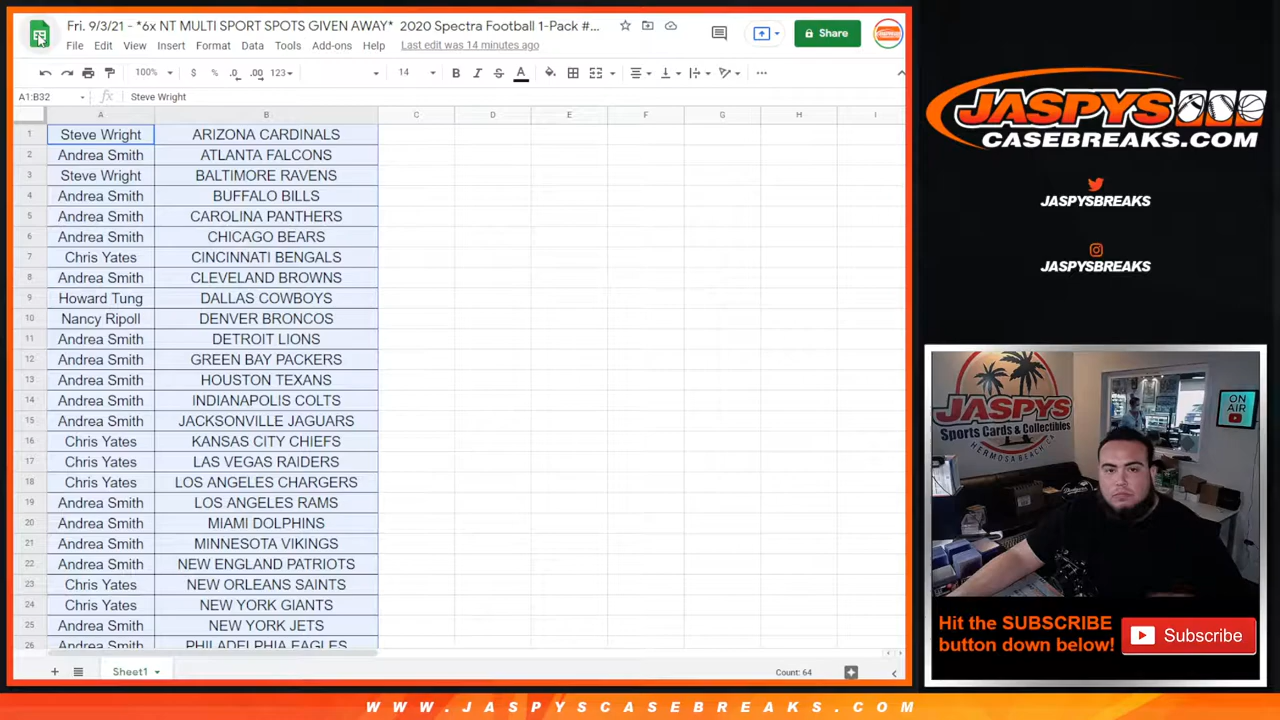 Fri. 9/3/21 - *6x NT MULTI SPORT SPOTS GIVEN AWAY* 2020 Spectra Football 1-Pack #...
Share
File Edit View Insert Format Data Tools Add-ons Help Last edit was 14 minutes ago
100% $ % .0 .00 123 14 B I S A
A1:B32 fx Steve Wright
A B C D E F G H I
1 Steve Wright ARIZONA CARDINALS
2 Andrea Smith ATLANTA FALCONS
3 Steve Wright BALTIMORE RAVENS
4 Andrea Smith BUFFALO BILLS
5 Andrea Smith CAROLINA PANTHERS
6 Andrea Smith CHICAGO BEARS
7 Chris Yates CINCINNATI BENGALS
8 Andrea Smith CLEVELAND BROWNS
9 Howard Tung DALLAS COWBOYS
10 Nancy Ripoll DENVER BRONCOS
11 Andrea Smith DETROIT LIONS
12 Andrea Smith GREEN BAY PACKERS
13 Andrea Smith HOUSTON TEXANS
14 Andrea Smith INDIANAPOLIS COLTS
15 Andrea Smith JACKSONVILLE JAGUARS
16 Chris Yates KANSAS CITY CHIEFS
17 Chris Yates LAS VEGAS RAIDERS
18 Chris Yates LOS ANGELES CHARGERS
19 Andrea Smith LOS ANGELES RAMS
20 Andrea Smith MIAMI DOLPHINS
21 Andrea Smith MINNESOTA VIKINGS
22 Andrea Smith NEW ENGLAND PATRIOTS
23 Chris Yates NEW ORLEANS SAINTS
24 Chris Yates NEW YORK GIANTS
25 Andrea Smith NEW YORK JETS
26 Andrea Smith PHILADELPHIA EAGLES
Sheet1
Count: 64
JASPYS
CASEBREAKS.COM
JASPYSBREAKS
JASPYSBREAKS
JASPYS
Sports Cards & Collectibles
HERMOSA BEACH, CA
ON
AIR
Hit the SUBSCRIBE
button down below!
Subscribe
WWW.JASPYSCASEBREAKS.COM